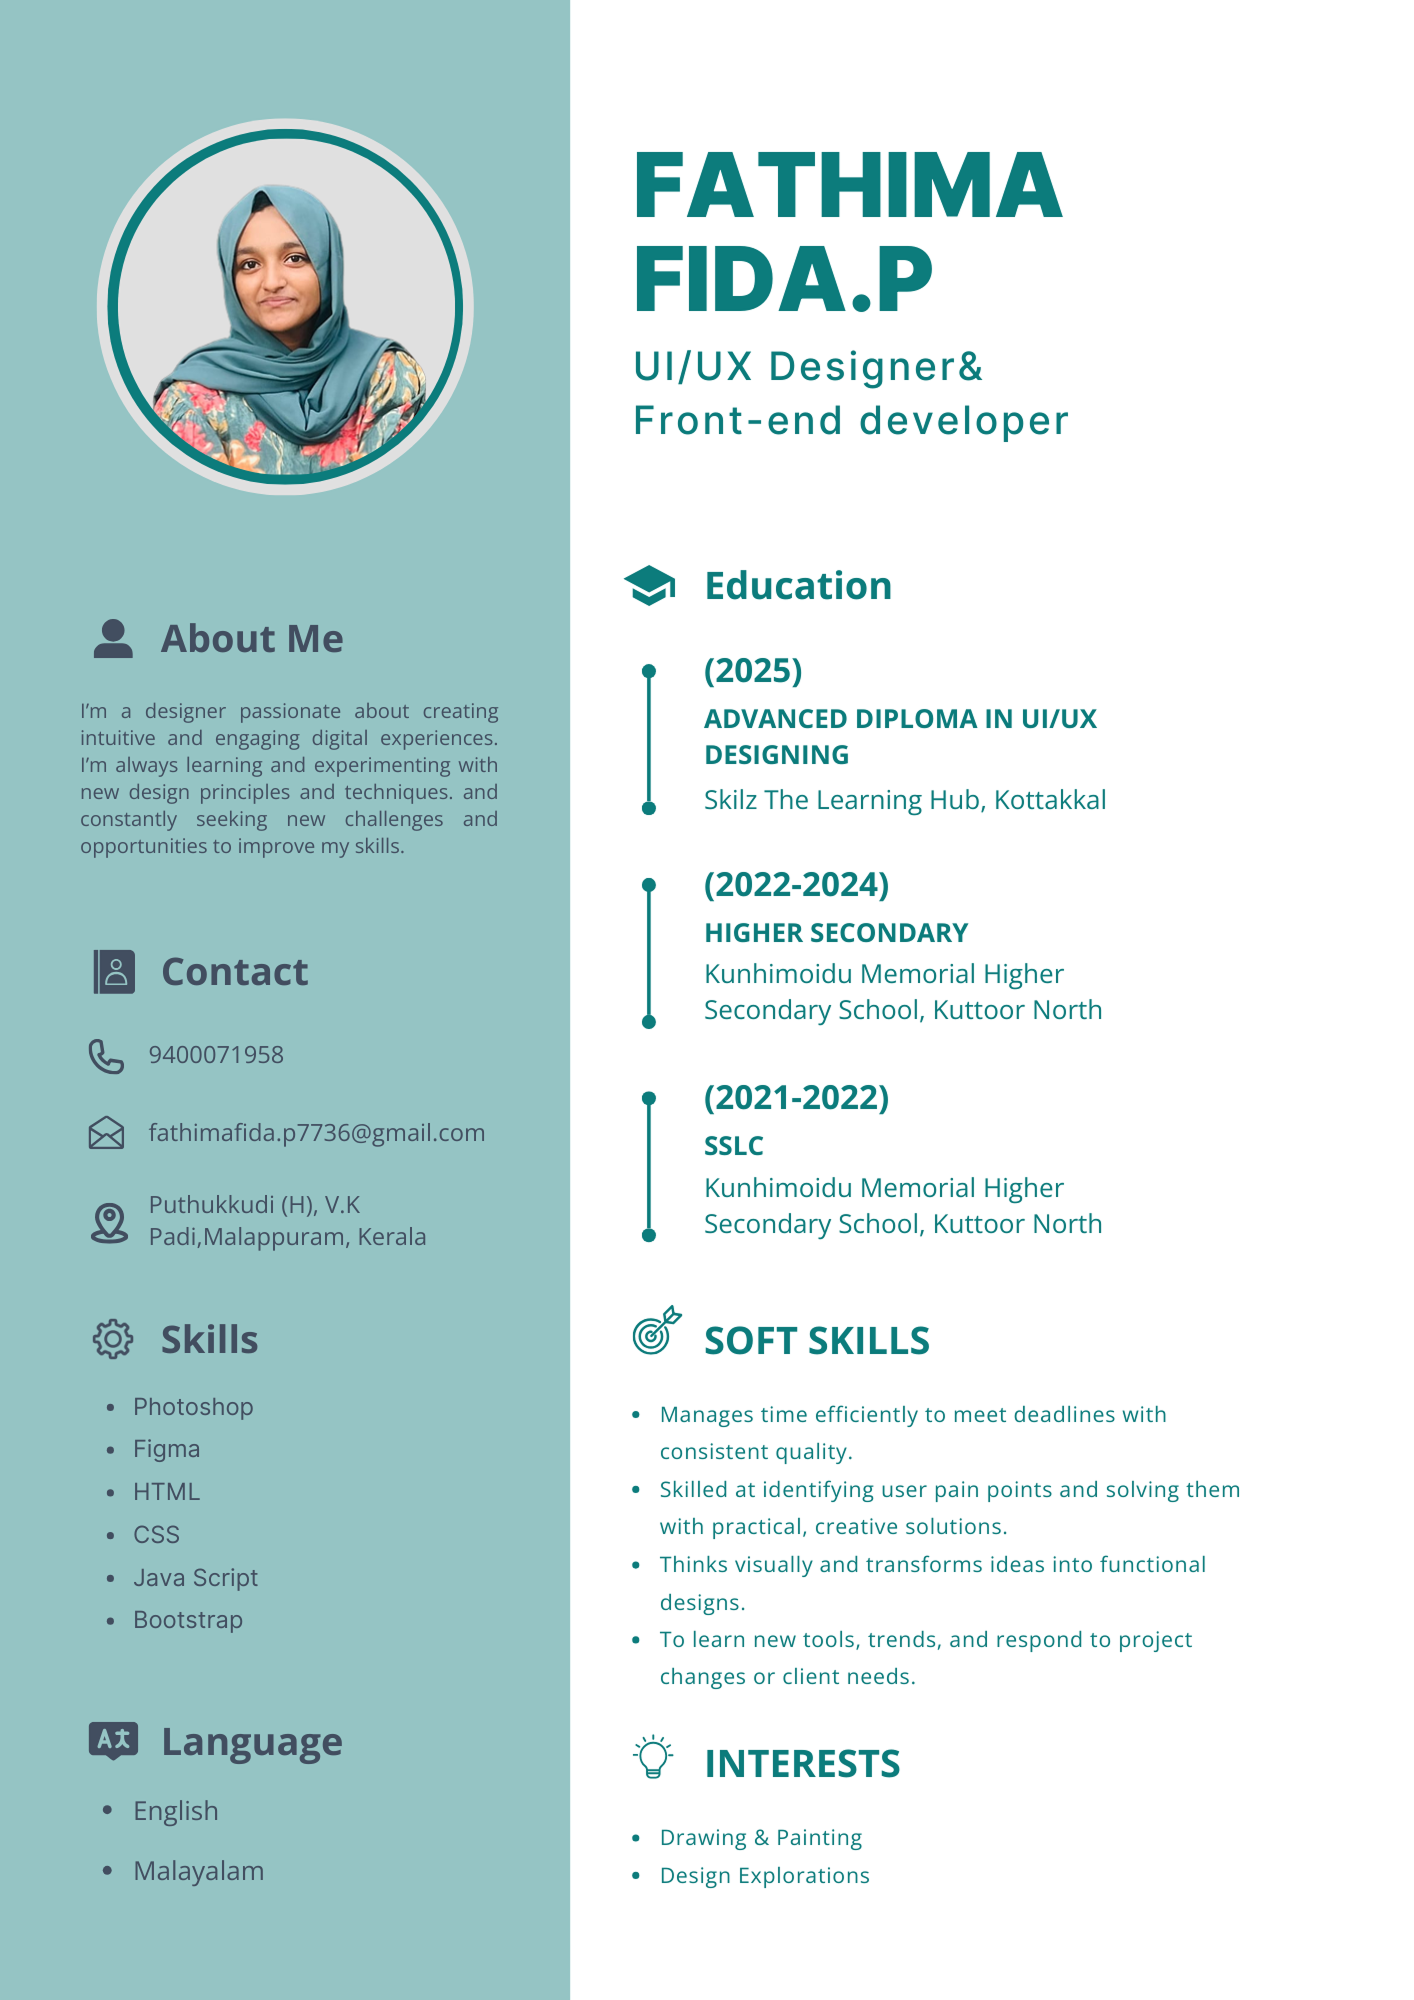 FATHIMA
FIDA.P
UI/UX Designer&
Front-end developer
About Me
I'm a designer passionate about creating
intuitive and engaging digital experiences.
I'm always learning and experimenting with
new design principles and techniques. and
constantly seeking new challenges and
opportunities to improve my skills.
Contact
9400071958
fathimafida.p7736@gmail.com
Puthukkudi (H), V.K
Padi,Malappuram, Kerala
Skills
• Photoshop
• Figma
• HTML
• CSS
• Java Script
• Bootstrap
Language
• English
• Malayalam
Education
(2025)
ADVANCED DIPLOMA IN UI/UX
DESIGNING
Skilz The Learning Hub, Kottakkal
(2022-2024)
HIGHER SECONDARY
Kunhimoidu Memorial Higher
Secondary School, Kuttoor North
(2021-2022)
SSLC
Kunhimoidu Memorial Higher
Secondary School, Kuttoor North
SOFT SKILLS
• Manages time efficiently to meet deadlines with
consistent quality.
• Skilled at identifying user pain points and solving them
with practical, creative solutions.
• Thinks visually and transforms ideas into functional
designs.
• To learn new tools, trends, and respond to project
changes or client needs.
INTERESTS
• Drawing & Painting
• Design Explorations